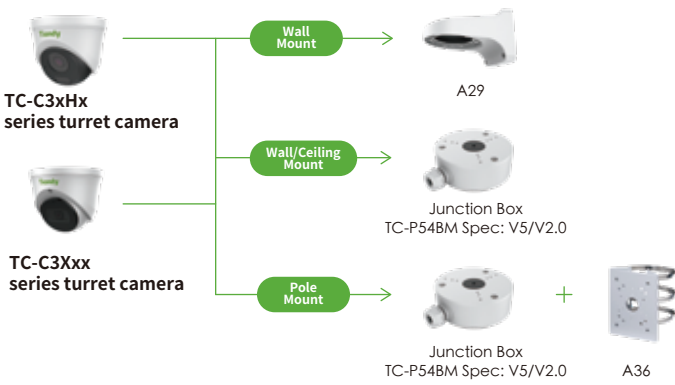 Tiandy
TC-C3xHx
series turret camera
Wall
Mount
A29
Tiandy
TC-C3Xxx
series turret camera
Wall/Ceiling
Mount
Junction Box
TC-P54BM Spec: V5/V2.0
Pole
Mount
+
Junction Box
TC-P54BM Spec: V5/V2.0
A36